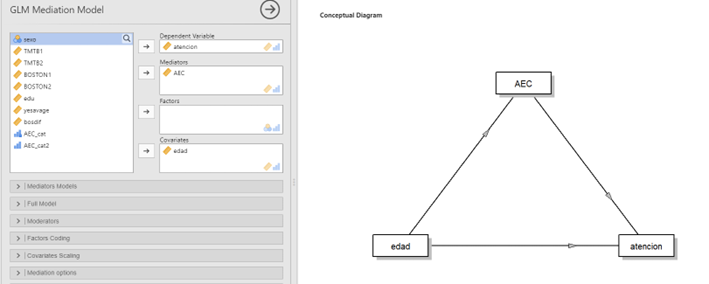 GLM Mediation Model
sexo
TMTB1
TMTB2
BOSTON1
BOSTON2
edu
yesavage
bosdif
AEC_cat
AEC_cat2
Dependent Variable
atencion
Mediators
AEC
Factors
Covariates
edad
Mediators Models
Full Model
Moderators
Factors Coding
Covariates Scaling
Mediation options
Conceptual Diagram
AEC
edad
atencion